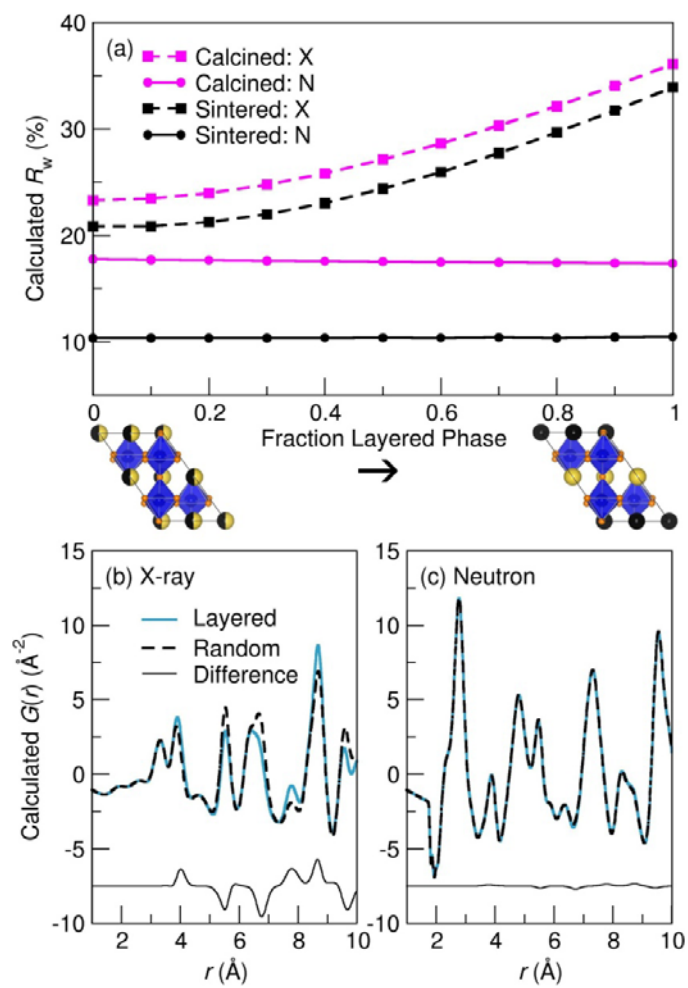 40
(a)
Calcined: X
Calcined: N
Sintered: X
Sintered: N
30
20
10
Calculated Rw (%)
0 0.2 0.4 0.6 0.8 1
Fraction Layered Phase
→
15
(b) X-ray
Layered
Random
Difference
10
5
0
-5
-10
Calculated G(r) (Å-2)
2 4 6 8 10
r (Å)
15
(c) Neutron
10
5
0
-5
-10
2 4 6 8 10
r (Å)